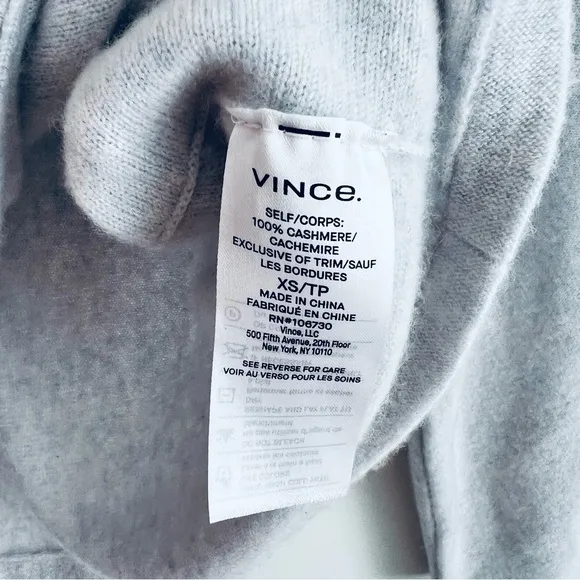 VINCe.
SELF/CORPS:
100% CASHMERE/
CACHEMIRE
EXCLUSIVE OF TRIM/SAUF
LES BORDURES
XS/TP
MADE IN CHINA
FABRIQUÉ EN CHINE
RN#106730
Vince, LLC
500 Fifth Avenue, 20th Floor
New York, NY 10110
SEE REVERSE FOR CARE
VOIR AU VERSO POUR LES SOINS